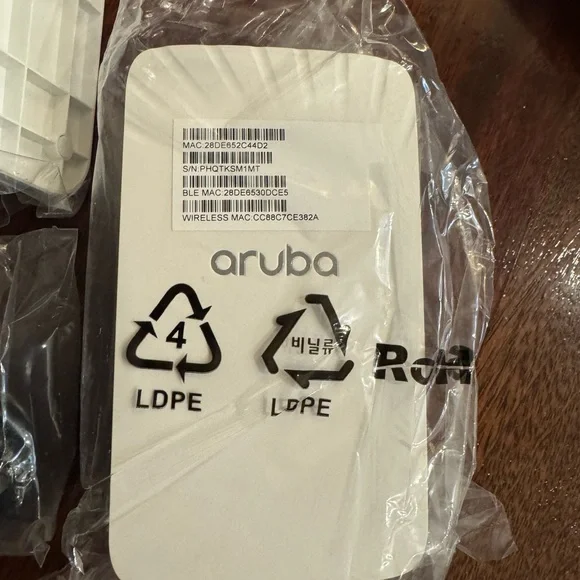 MAC:28DE652C44D2
S/N:PHQTKSM1MT
BLE MAC:28DE6530DCE5
WIRELESS MAC:CC88C7CE382A
aruba
4
LDPE
비닐류
LDPE